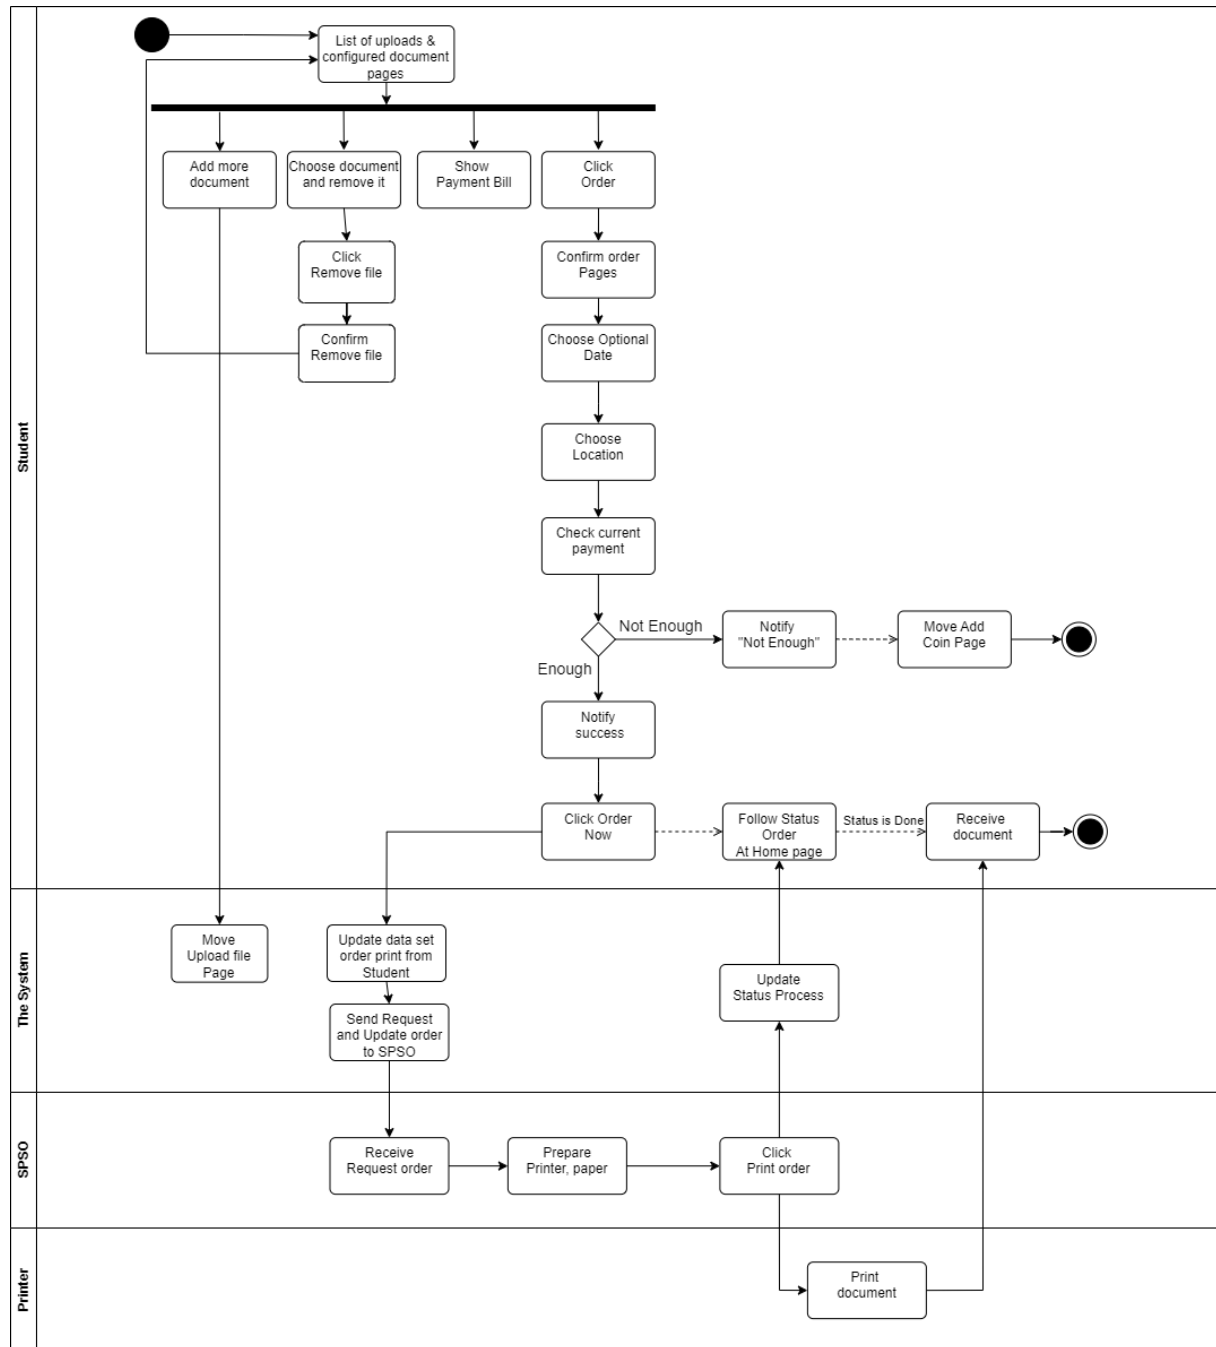 List of uploads &
configured document
pages
Add more
document
Choose document
and remove it
Show
Payment Bill
Click
Order
Click
Remove file
Confirm order
Pages
Confirm
Remove file
Choose Optional
Date
Student
Choose
Location
Check current
payment
Not Enough
Notify
"Not Enough"
Move Add
Coin Page
Enough
Notify
success
Click Order
Now
Follow Status
Order
At Home page
Status is Done
Receive
document
The System
Move
Upload file
Page
Update data set
order print from
Student
Update
Status Process
Send Request
and Update order
to SPSO
SPSO
Receive
Request order
Prepare
Printer, paper
Click
Print order
Printer
Print
document